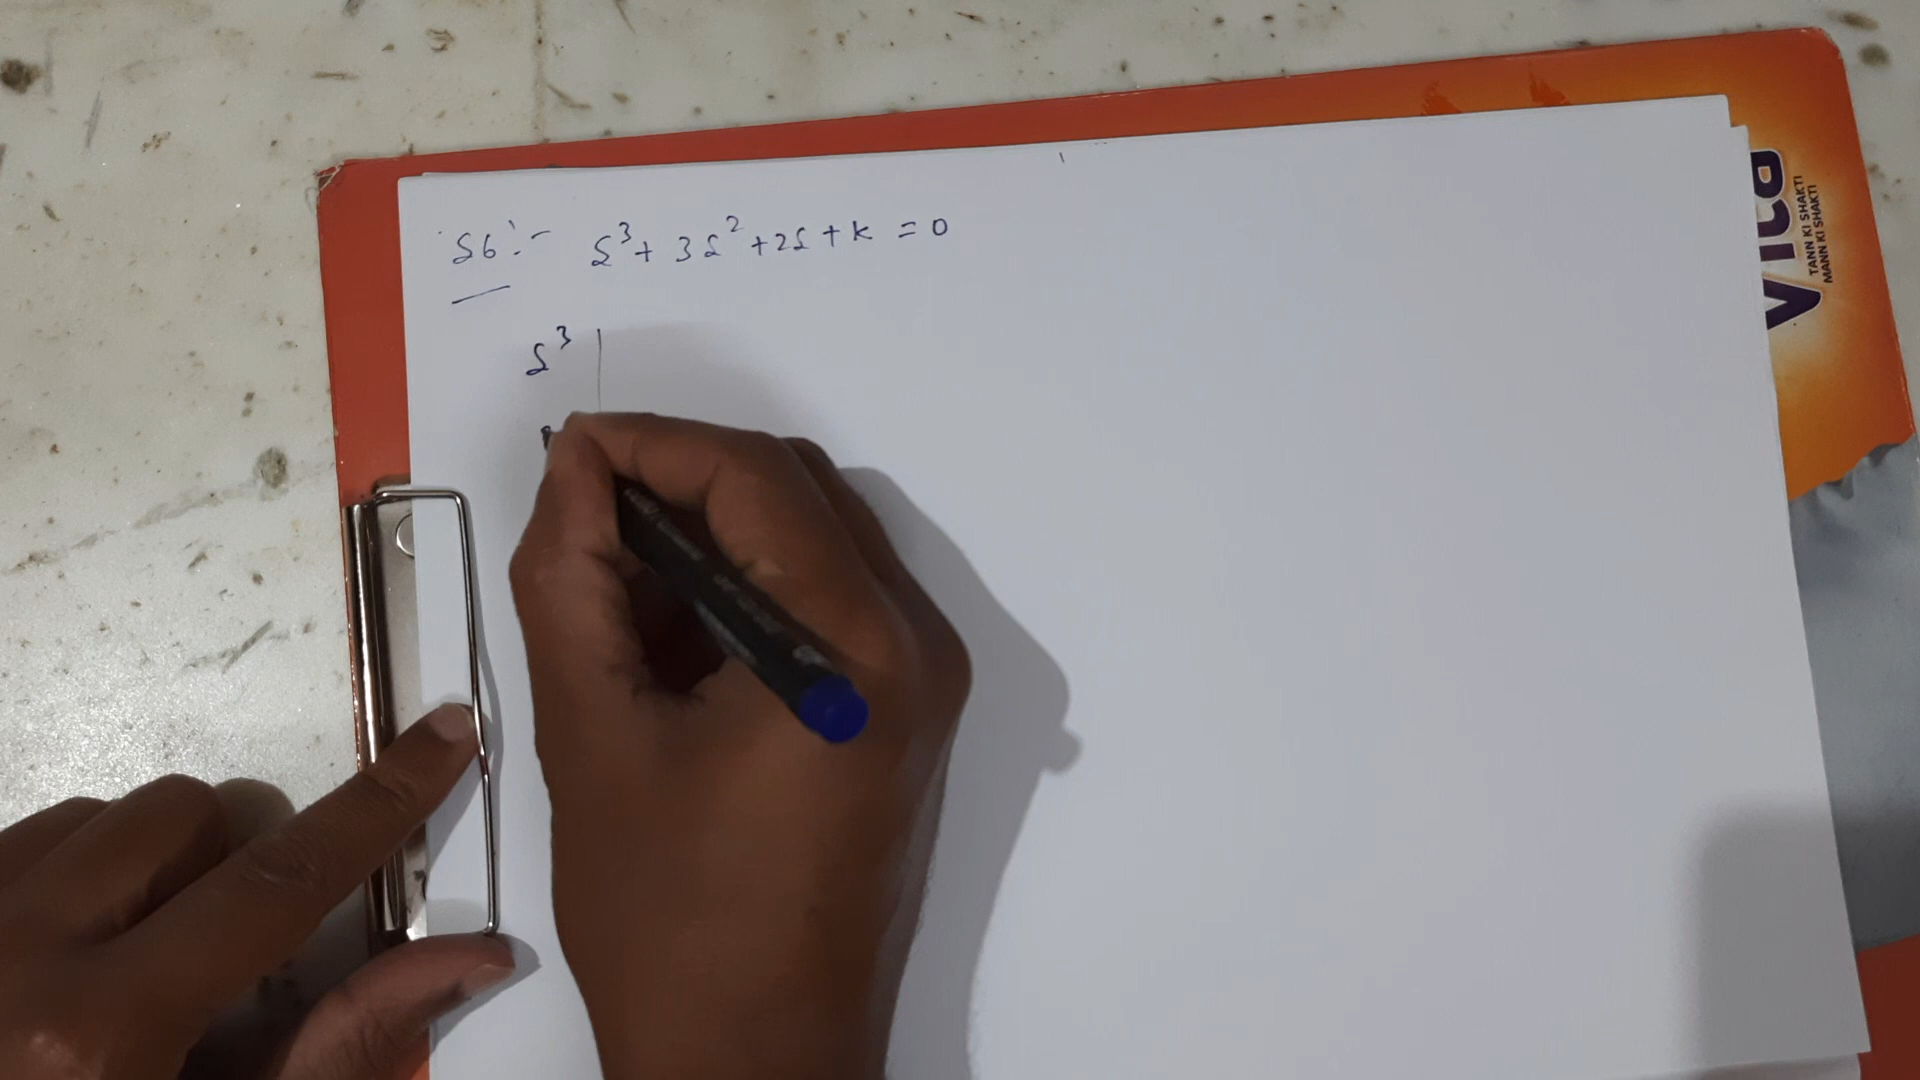 S6:- S³ + 3S² + 2S + k = 0
S³
Vita
TANN KI SHAKTI
MANN KI SHAKTI